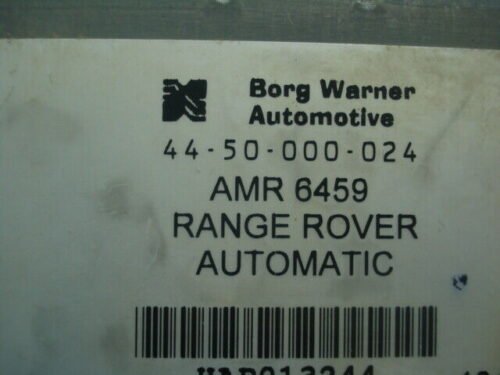 Borg Warner
Automotive
44-50-000-024
AMR 6459
RANGE ROVER
AUTOMATIC